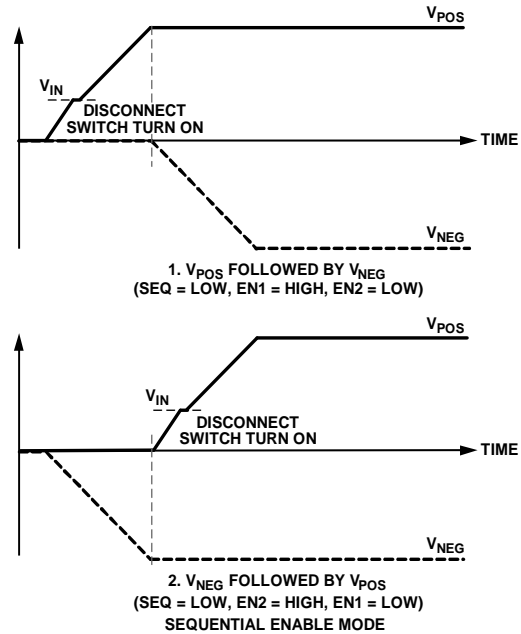 VPOS
VIN
DISCONNECT
SWITCH TURN ON
TIME
VNEG
1. VPOS FOLLOWED BY VNEG
(SEQ = LOW, EN1 = HIGH, EN2 = LOW)
VPOS
VIN
DISCONNECT
SWITCH TURN ON
TIME
VNEG
2. VNEG FOLLOWED BY VPOS
(SEQ = LOW, EN2 = HIGH, EN1 = LOW)
SEQUENTIAL ENABLE MODE